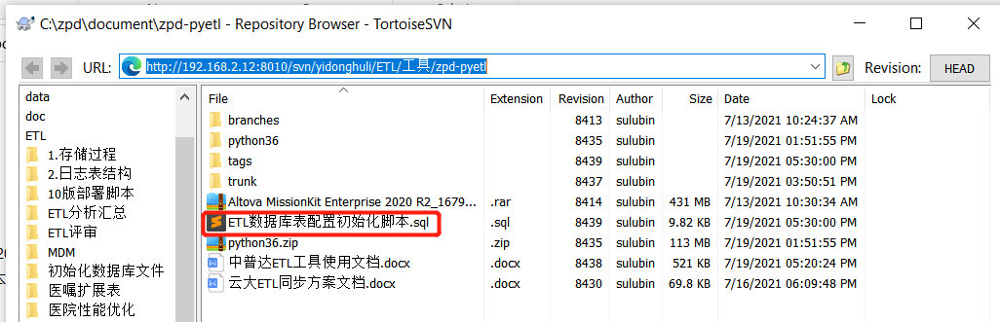 C:\zpd\document\zpd-pyetl - Repository Browser - TortoiseSVN
URL: http://192.168.2.12:8010/svn/yidonghuli/ETL/工具/zpd-pyetl Revision: HEAD
data
doc
ETL
1.存储过程
2.日志表结构
10版部署脚本
ETL分析汇总
ETL评审
MDM
初始化数据库文件
医嘱扩展表
医院性能优化
File Extension Revision Author Size Date Lock
branches 8413 sulubin 7/13/2021 10:24:37 AM
python36 8435 sulubin 7/19/2021 01:51:55 PM
tags 8439 sulubin 7/19/2021 05:30:00 PM
trunk 8437 sulubin 7/19/2021 03:50:51 PM
Altova MissionKit Enterprise 2020 R2_1679... .rar 8414 sulubin 431 MB 7/13/2021 10:30:34 AM
ETL数据库表配置初始化脚本.sql .sql 8439 sulubin 9.82 KB 7/19/2021 05:30:00 PM
python36.zip .zip 8435 sulubin 113 MB 7/19/2021 01:51:55 PM
中普达ETL工具使用文档.docx .docx 8438 sulubin 521 KB 7/19/2021 05:20:24 PM
云大ETL同步方案文档.docx .docx 8430 sulubin 69.8 KB 7/16/2021 06:09:48 PM